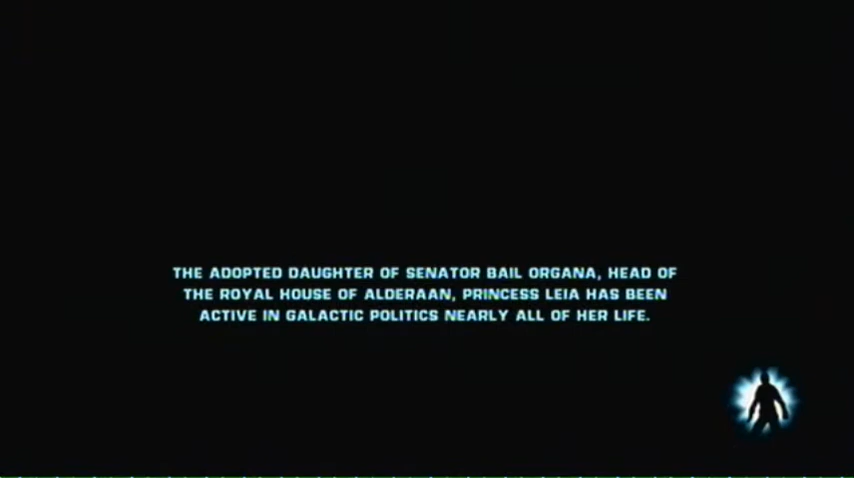 THE ADOPTED DAUGHTER OF SENATOR BAIL ORGANA, HEAD OF
THE ROYAL HOUSE OF ALDERAAN, PRINCESS LEIA HAS BEEN
ACTIVE IN GALACTIC POLITICS NEARLY ALL OF HER LIFE.